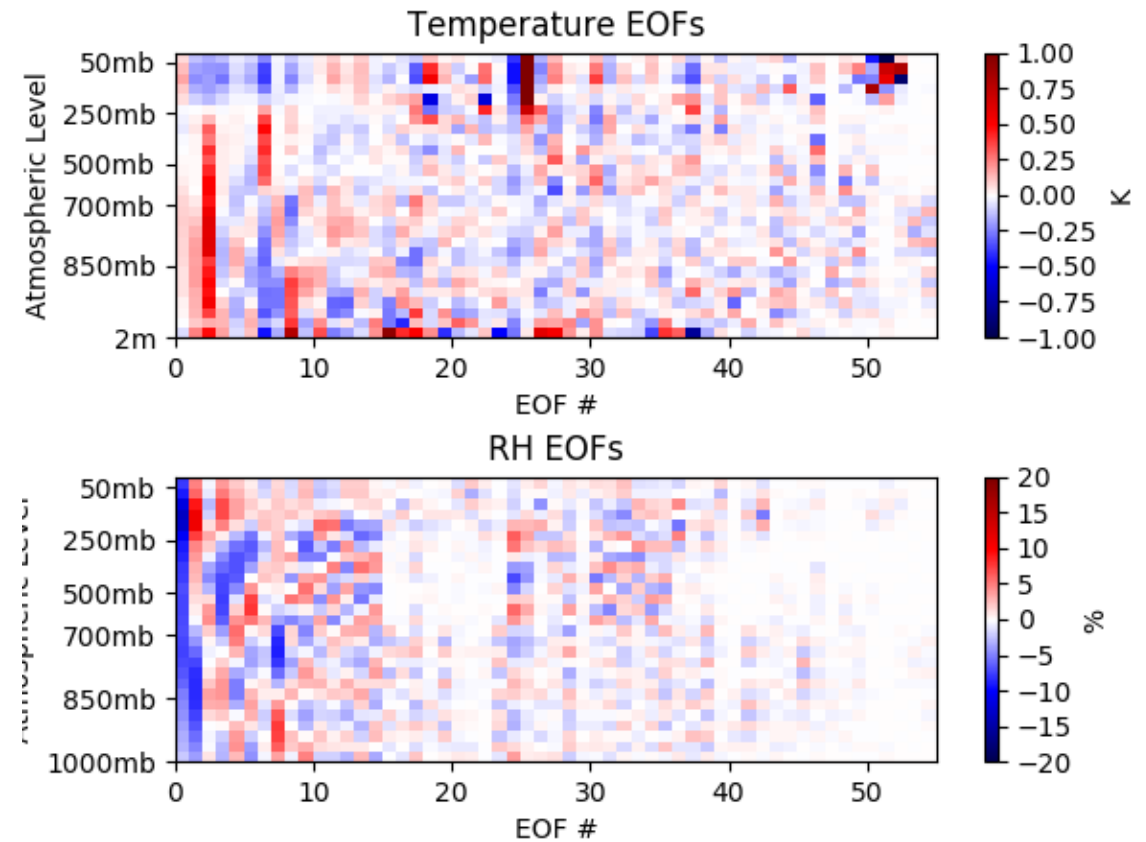 Temperature EOFs
Atmospheric Level
50mb
250mb
500mb
700mb
850mb
2m
0 10 20 30 40 50
EOF #
1.00
0.75
0.50
0.25
0.00
−0.25
−0.50
−0.75
−1.00
K
RH EOFs
Atmospheric Level
50mb
250mb
500mb
700mb
850mb
1000mb
0 10 20 30 40 50
EOF #
20
15
10
5
0
−5
−10
−15
−20
%